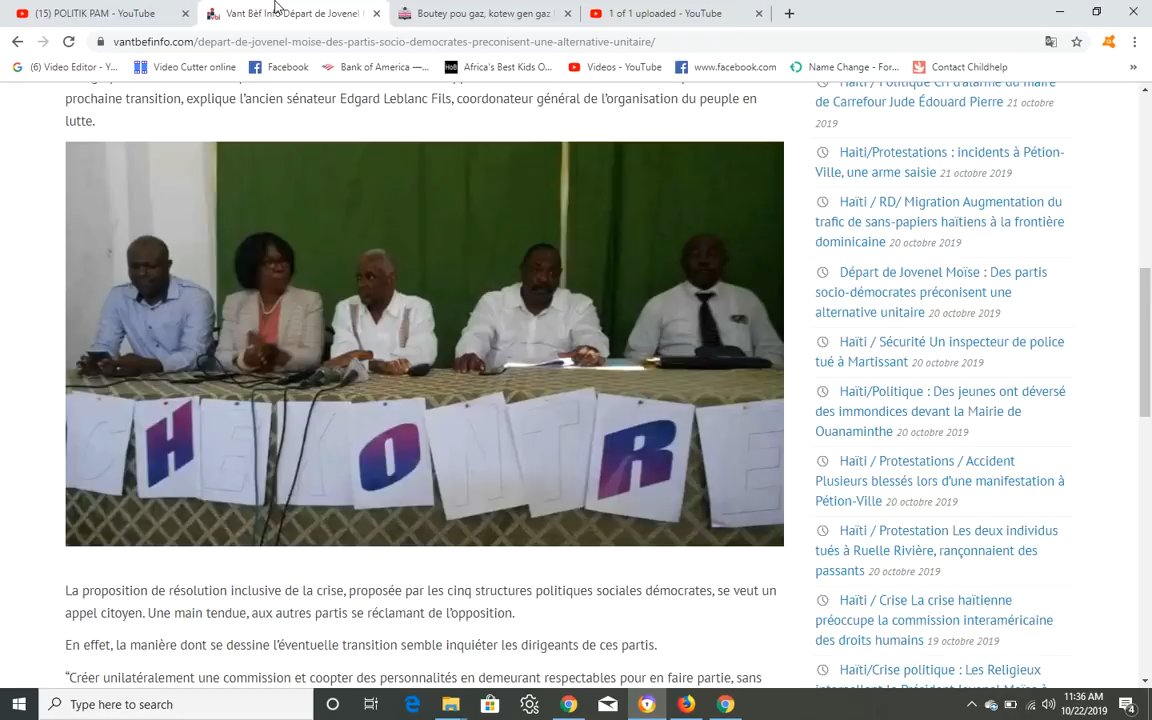 (15) POLITIK PAM - YouTube
Vant Bèf Info Départ de Jovenel
Boutey pou gaz, kotew gen gaz
1 of 1 uploaded - YouTube
vantbefinfo.com/depart-de-jovenel-moise-des-partis-socio-democrates-preconisent-une-alternative-unitaire/
(6) Video Editor - Y...
Video Cutter online
Facebook
Bank of America —...
Africa's Best Kids O...
Videos - YouTube
www.facebook.com
Name Change - For...
Contact Childhelp
prochaine transition, explique l'ancien sénateur Edgard Leblanc Fils, coordonateur général de l'organisation du peuple en
lutte.
H O R E
La proposition de résolution inclusive de la crise, proposée par les cinq structures politiques sociales démocrates, se veut un
appel citoyen. Une main tendue, aux autres partis se réclamant de l'opposition.
En effet, la manière dont se dessine l'éventuelle transition semble inquiéter les dirigeants de ces partis.
“Créer unilatéralement une commission et coopter des personnalités en demeurant respectables pour en faire partie, sans
de Carrefour Jude Édouard Pierre 21 octobre
2019
Haiti/Protestations : incidents à Pétion-
Ville, une arme saisie 21 octobre 2019
Haïti / RD/ Migration Augmentation du
trafic de sans-papiers haïtiens à la frontière
dominicaine 20 octobre 2019
Départ de Jovenel Moïse : Des partis
socio-démocrates préconisent une
alternative unitaire 20 octobre 2019
Haïti / Sécurité Un inspecteur de police
tué à Martissant 20 octobre 2019
Haïti/Politique : Des jeunes ont déversé
des immondices devant la Mairie de
Ouanaminthe 20 octobre 2019
Haïti / Protestations / Accident
Plusieurs blessés lors d'une manifestation à
Pétion-Ville 20 octobre 2019
Haïti / Protestation Les deux individus
tués à Ruelle Rivière, rançonnaient des
passants 20 octobre 2019
Haïti / Crise La crise haïtienne
préoccupe la commission interaméricaine
des droits humains 19 octobre 2019
Haïti/Crise politique : Les Religieux
Type here to search
11:36 AM
10/22/2019
4